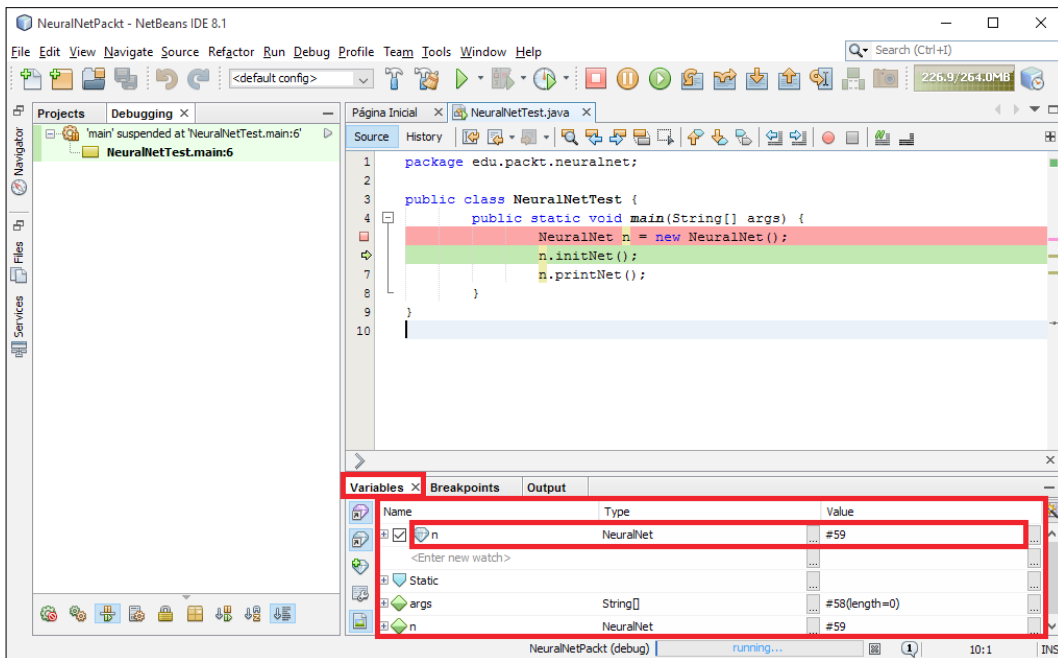 NeuralNetPackt - NetBeans IDE 8.1
File Edit View Navigate Source Refactor Run Debug Profile Team Tools Window Help
Search (Ctrl+I)
<default config>
226.9/264.0MB
Projects
Debugging
Página Inicial
NeuralNetTest.java
Navigator
Files
Services
'main' suspended at 'NeuralNetTest.main:6'
NeuralNetTest.main:6
Source
History
1 package edu.packt.neuralnet;
2
3 public class NeuralNetTest {
4 public static void main(String[] args) {
NeuralNet n = new NeuralNet();
n.initNet();
7 n.printNet();
8 }
9 }
10
Variables
Breakpoints
Output
Name Type Value
n NeuralNet ... #59 ...
<Enter new watch> ... ...
Static ... ...
args String[] ... #58(length=0) ...
n NeuralNet ... #59 ...
NeuralNetPackt (debug)
running...
1
10:1
INS